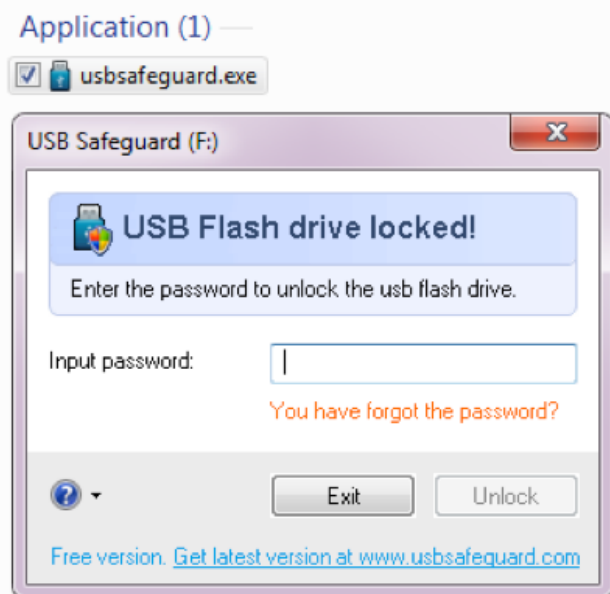 Application (1)
usbsafeguard.exe
USB Safeguard (F:)
USB Flash drive locked!
Enter the password to unlock the usb flash drive.
Input password:
You have forgot the password?
Exit
Unlock
Free version. Get latest version at www.usbsafeguard.com